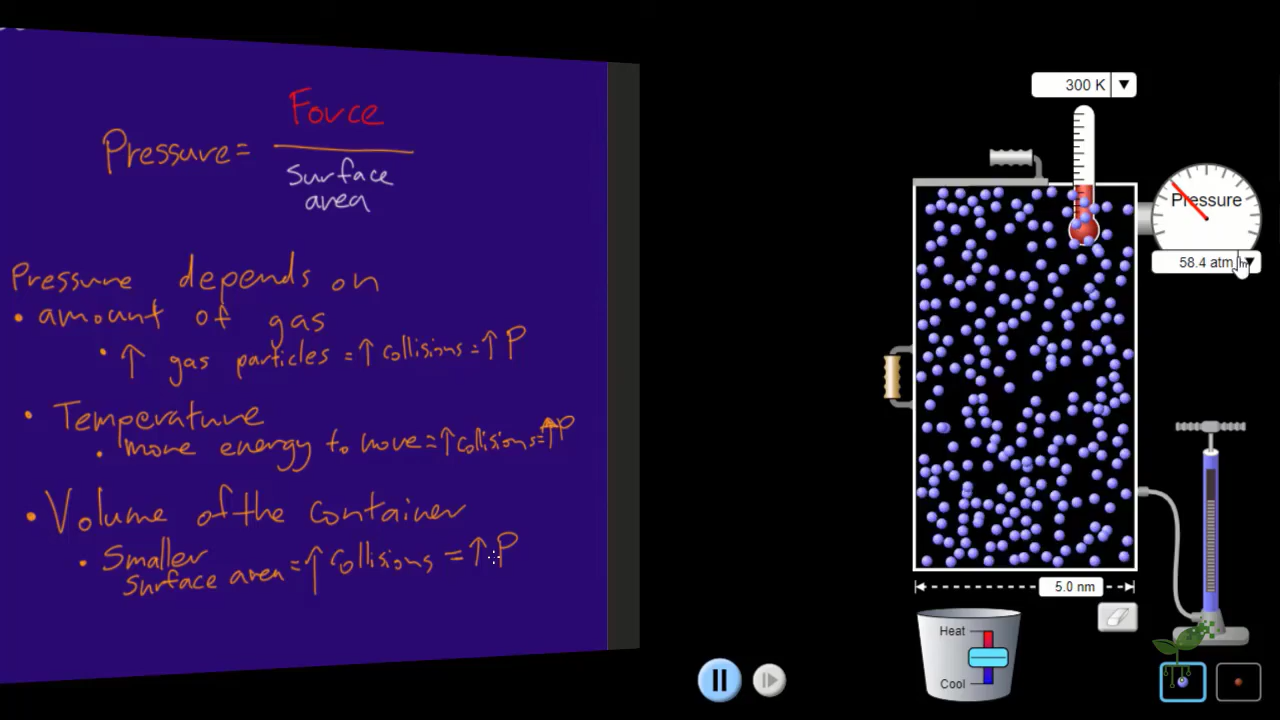 Force
Pressure=
Surface
area
Pressure depends on
• amount of gas
• ↑ gas particles = ↑ collisions = ↑ P
• Temperature
• more energy to move = ↑ collisions = ↑ P
• Volume of the container
• Smaller
surface area = ↑ collisions = ↑ P
300 K
Pressure
58.4 atm
5.0 nm
Heat
Cool